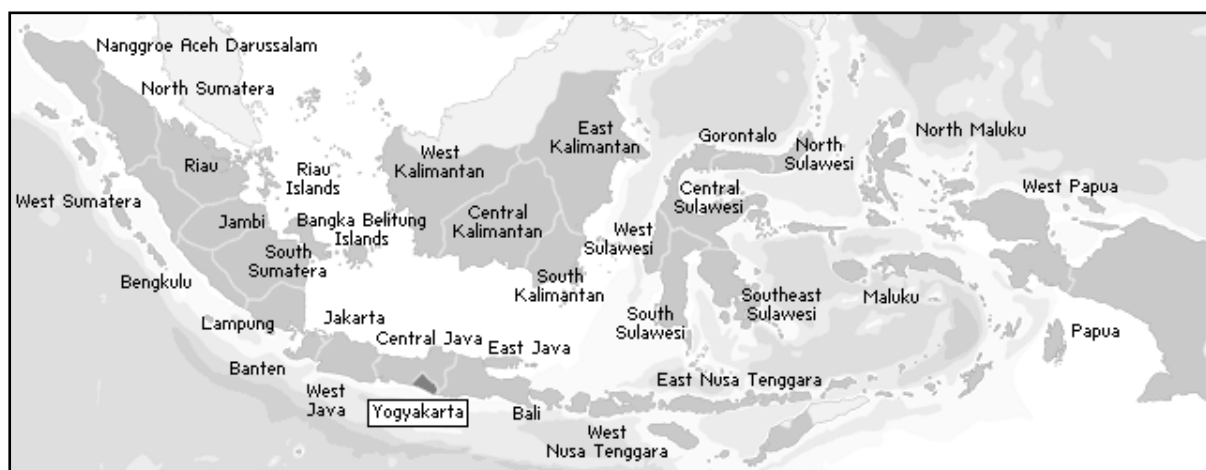 Nanggroe Aceh Darussalam
North Sumatera
Riau
Riau
Islands
West Sumatera
Jambi
Bangka Belitung
Islands
South
Sumatera
Bengkulu
Lampung
Banten
Jakarta
West
Java
Central Java
Yogyakarta
East Java
Bali
West
Kalimantan
Central
Kalimantan
East
Kalimantan
South
Kalimantan
Gorontalo
North
Sulawesi
Central
Sulawesi
West
Sulawesi
South
Sulawesi
Southeast
Sulawesi
North Maluku
Maluku
West Papua
Papua
East Nusa Tenggara
West
Nusa Tenggara